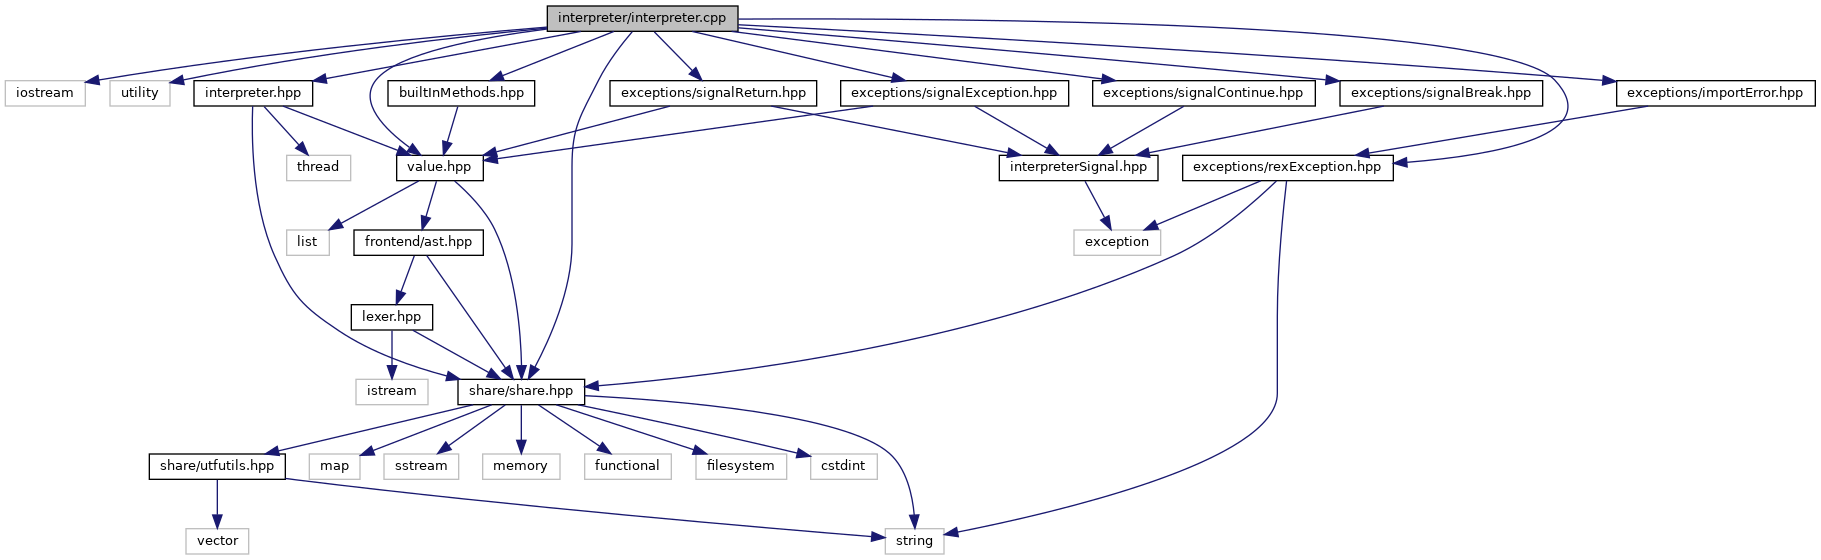 interpreter/interpreter.cpp
iostream
utility
interpreter.hpp
builtInMethods.hpp
exceptions/signalReturn.hpp
exceptions/signalException.hpp
exceptions/signalContinue.hpp
exceptions/signalBreak.hpp
exceptions/importError.hpp
thread
value.hpp
interpreterSignal.hpp
exceptions/rexException.hpp
list
frontend/ast.hpp
exception
lexer.hpp
istream
share/share.hpp
share/utfutils.hpp
map
sstream
memory
functional
filesystem
cstdint
vector
string